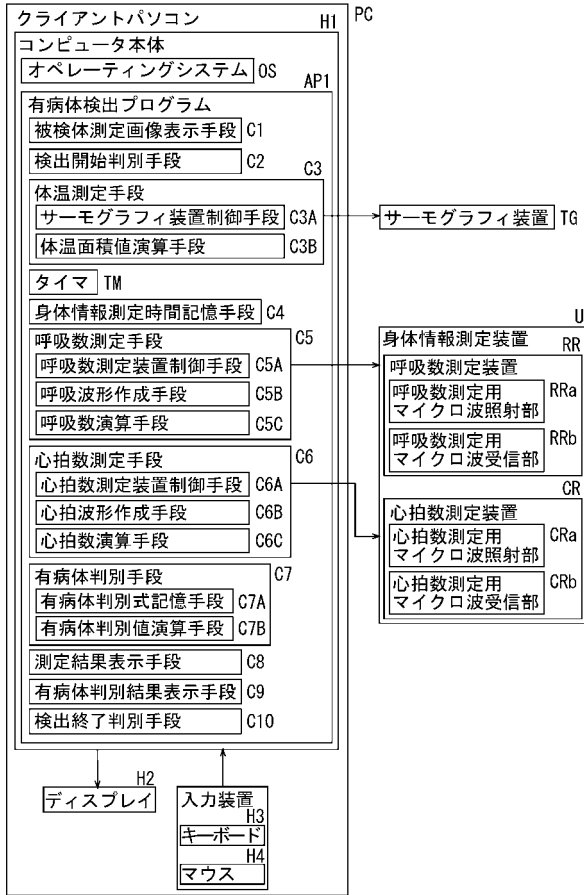 クライアントパソコン H1 PC
コンピュータ本体
オペレーティングシステム OS
AP1
有病体検出プログラム
被検体測定画像表示手段 C1
検出開始判別手段 C2
C3
体温測定手段
サーモグラフィ装置制御手段 C3A
サーモグラフィ装置 TG
体温面積値演算手段 C3B
タイマ TM
身体情報測定時間記憶手段 C4
呼吸数測定手段 C5
呼吸数測定装置制御手段 C5A
呼吸波形作成手段 C5B
呼吸数演算手段 C5C
心拍数測定手段 C6
心拍数測定装置制御手段 C6A
心拍波形作成手段 C6B
心拍数演算手段 C6C
有病体判別手段 C7
有病体判別式記憶手段 C7A
有病体判別値演算手段 C7B
測定結果表示手段 C8
有病体判別結果表示手段 C9
検出終了判別手段 C10
U
身体情報測定装置
RR
呼吸数測定装置
呼吸数測定用 RRa
マイクロ波照射部
呼吸数測定用 RRb
マイクロ波受信部
CR
心拍数測定装置
心拍数測定用 CRa
マイクロ波照射部
心拍数測定用 CRb
マイクロ波受信部
H2
ディスプレイ
入力装置
H3
キーボード
H4
マウス